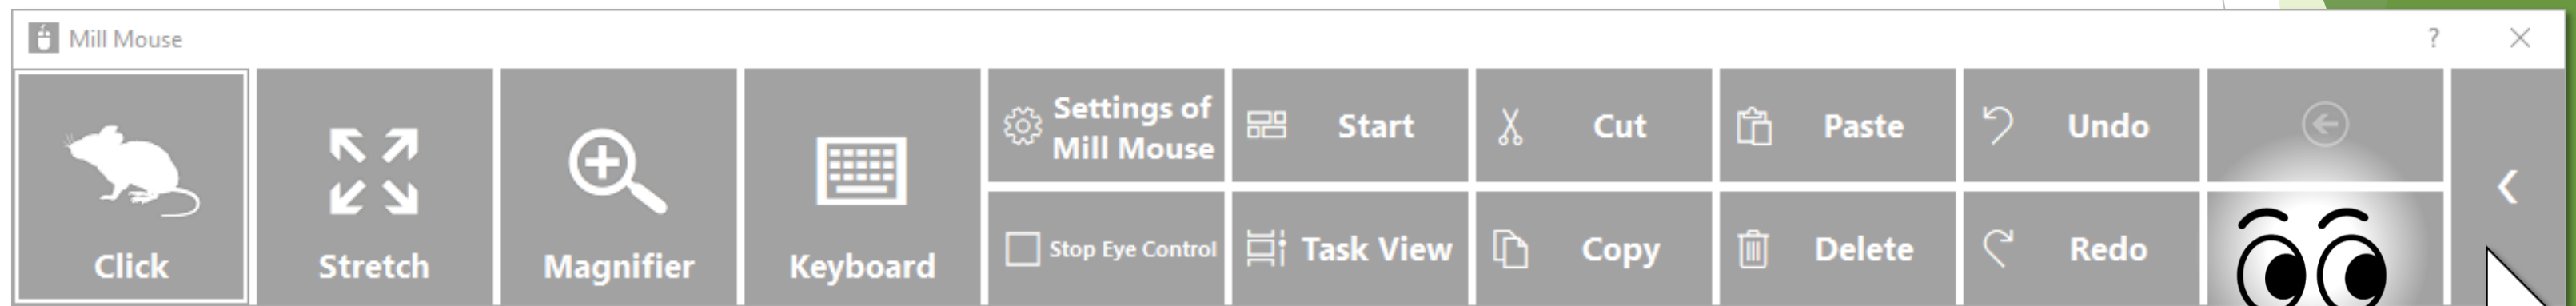 Mill Mouse
?
Click
Stretch
Magnifier
Keyboard
Settings of
Mill Mouse
Stop Eye Control
Start
Task View
Cut
Copy
Paste
Delete
Undo
Redo